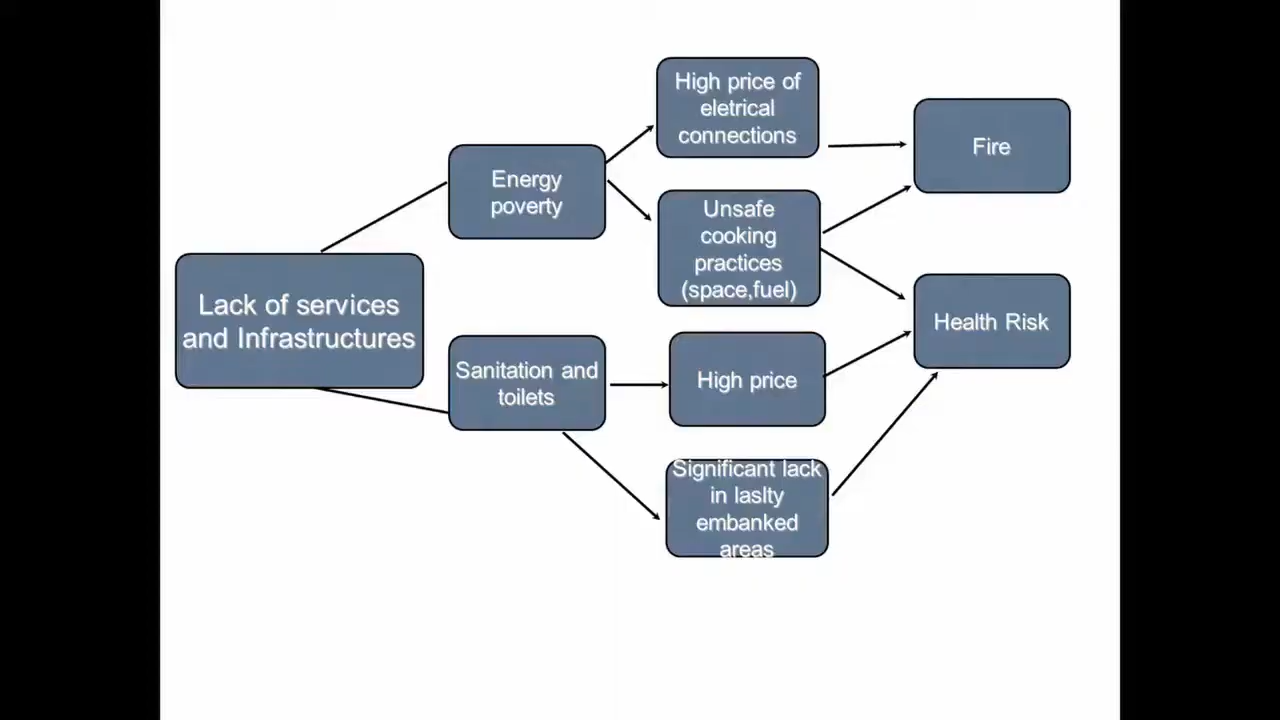 High price of
eletrical
connections
Fire
Energy
poverty
Unsafe
cooking
practices
(space,fuel)
Lack of services
and Infrastructures
Health Risk
Sanitation and
toilets
High price
Significant lack
in laslty
embanked
areas